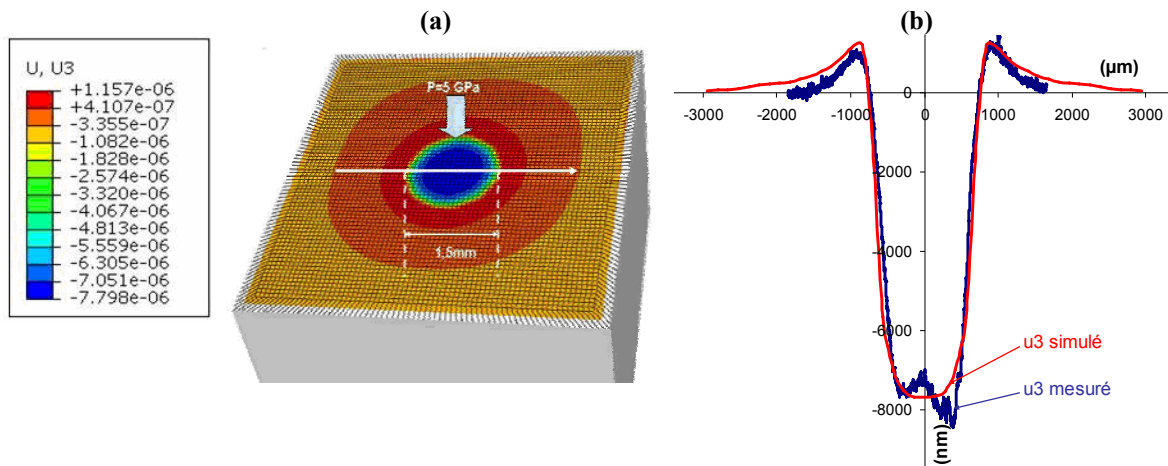 (a)
(b)
U, U3
+1.157e-06
+4.107e-07
-3.355e-07
-1.082e-06
-1.828e-06
-2.574e-06
-3.320e-06
-4.067e-06
-4.813e-06
-5.559e-06
-6.305e-06
-7.051e-06
-7.798e-06
P=5 GPa
1.5mm
(µm)
-3000 -2000 -1000 0 1000 2000 3000
0
-2000
-4000
-6000
-8000
(nm)
u3 simulé
u3 mesuré